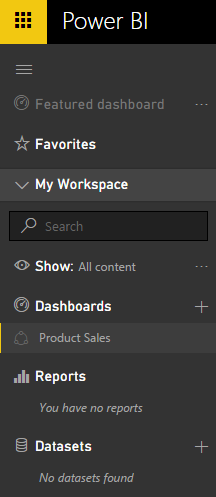 Power BI
Featured dashboard
Favorites
My Workspace
Search
Show: All content
Dashboards
Product Sales
Reports
You have no reports
Datasets
No datasets found